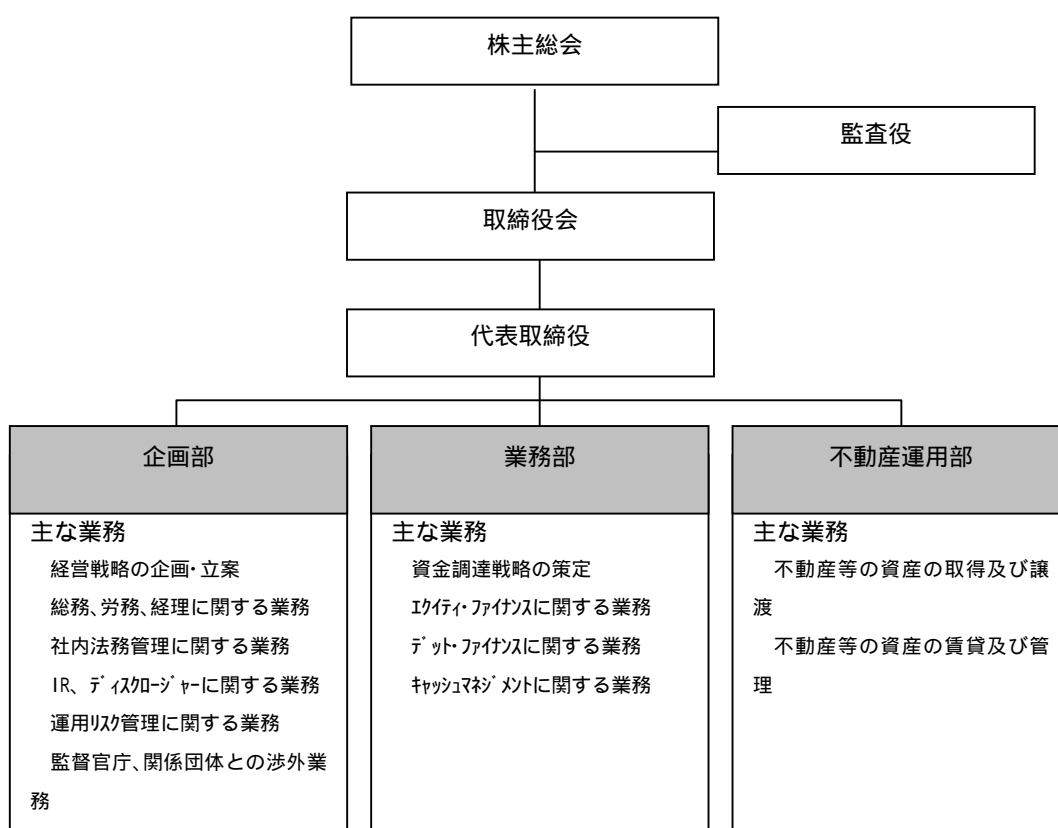 株主総会
監査役
取締役会
代表取締役
企画部
主な業務
経営戦略の企画・立案
総務、労務、経理に関する業務
社内法務管理に関する業務
IR、ディスクロージャーに関する業務
運用リスク管理に関する業務
監督官庁、関係団体との渉外業
務
業務部
主な業務
資金調達戦略の策定
エクイティ・ファイナンスに関する業務
デット・ファイナンスに関する業務
キャッシュマネジメントに関する業務
不動産運用部
主な業務
不動産等の資産の取得及び譲
渡
不動産等の資産の賃貸及び管
理